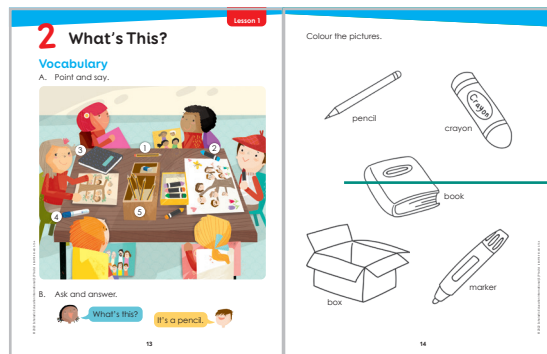 Lesson 1
2 What's This?
Vocabulary
A. Point and say.
3
1
2
4
5
B. Ask and answer.
What's this?
It's a pencil.
13
Colour the pictures.
pencil
Crayon
crayon
book
box
marker
14